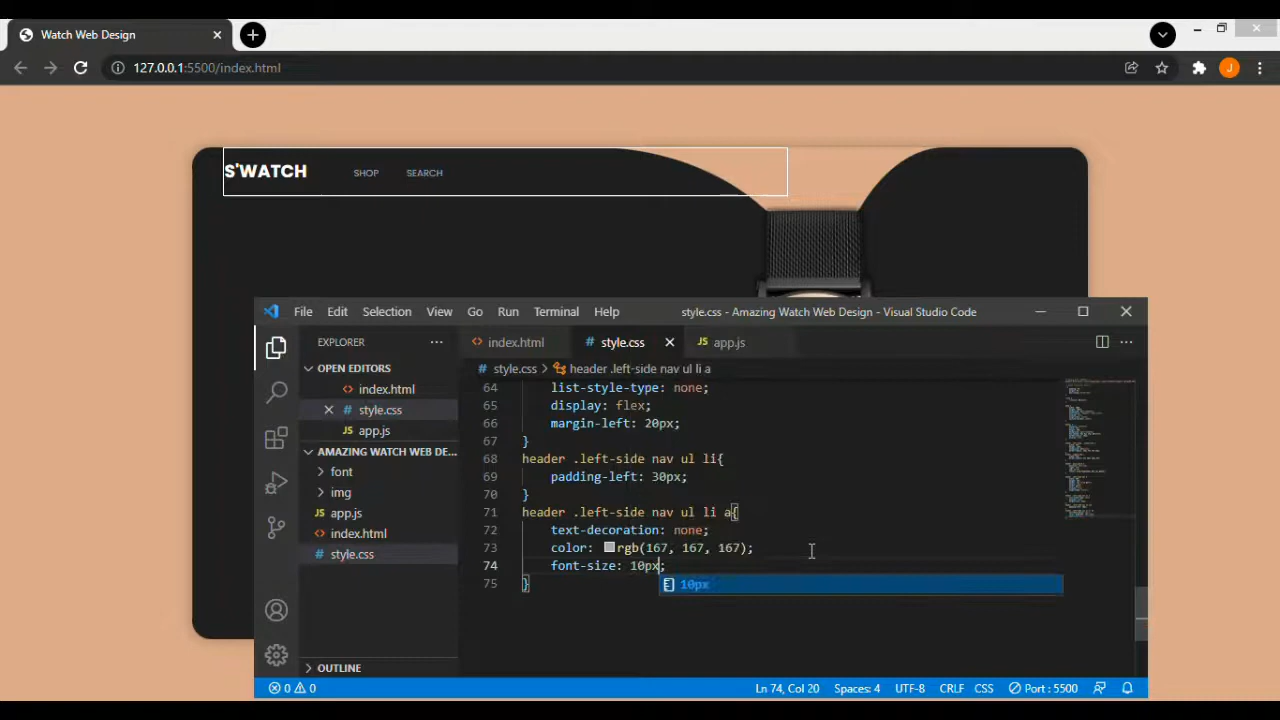 Watch Web Design
127.0.0.1:5500/index.html
J
S'WATCH
SHOP
SEARCH
File Edit Selection View Go Run Terminal Help
style.css - Amazing Watch Web Design - Visual Studio Code
EXPLORER
index.html
style.css
app.js
OPEN EDITORS
index.html
style.css
app.js
AMAZING WATCH WEB DE...
font
img
app.js
index.html
style.css
OUTLINE
style.css > header .left-side nav ul li a
64 list-style-type: none;
65 display: flex;
66 margin-left: 20px;
67 }
68 header .left-side nav ul li{
69 padding-left: 30px;
70 }
71 header .left-side nav ul li a{
72 text-decoration: none;
73 color: rgb(167, 167, 167);
74 font-size: 10px;
10px
75 }
0 0
Ln 74, Col 20 Spaces: 4 UTF-8 CRLF CSS Port : 5500